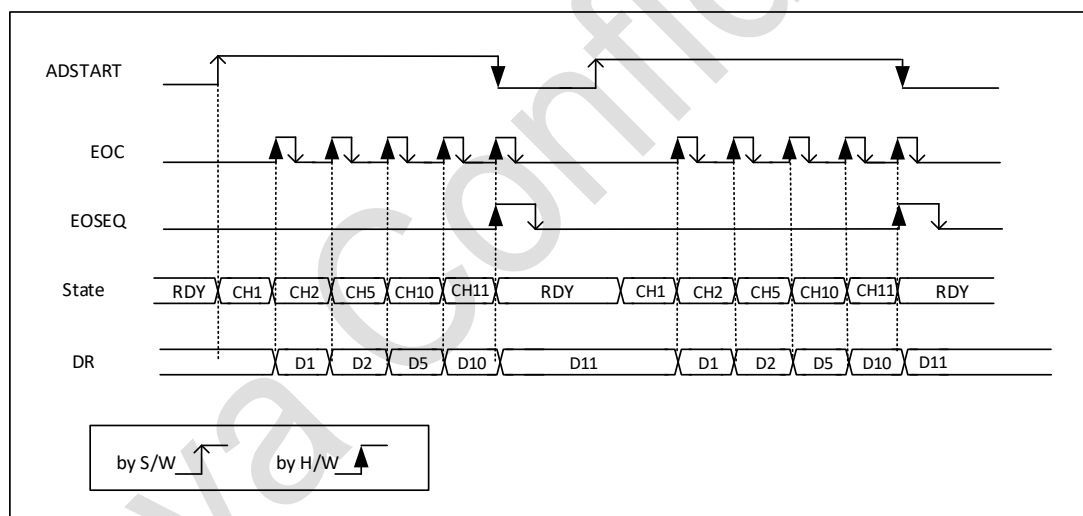 ADSTART
EOC
EOSEQ
State RDY CH1 CH2 CH5 CH10 CH11 RDY CH1 CH2 CH5 CH10 CH11 RDY
DR D1 D2 D5 D10 D11 D1 D2 D5 D10 D11
by S/W by H/W